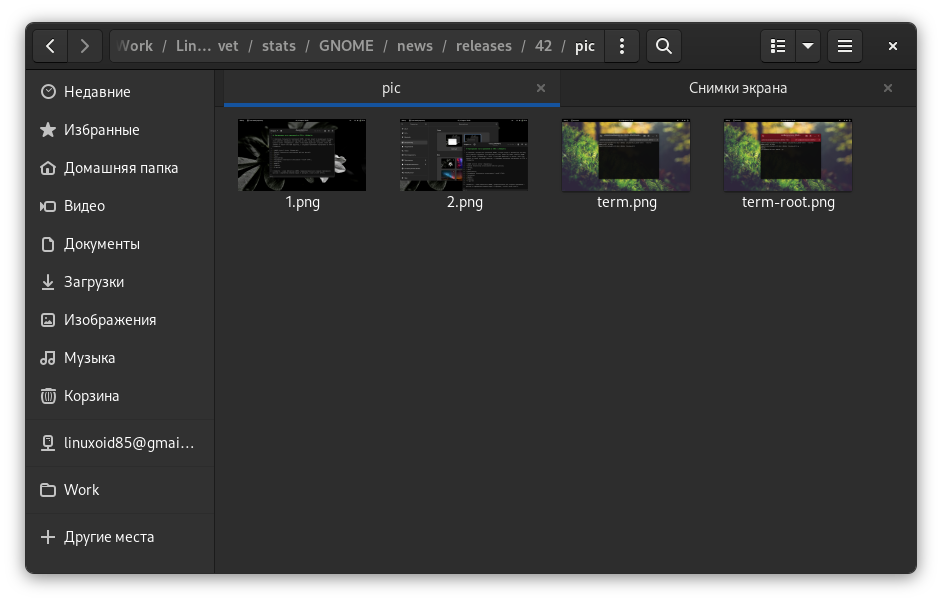 Work / Lin… vet / stats / GNOME / news / releases / 42 / pic
pic
Снимки экрана
Недавние
Избранные
Домашняя папка
Видео
Документы
Загрузки
Изображения
Музыка
Корзина
linuxoid85@gmai…
Work
Другие места
1.png
2.png
term.png
term-root.png